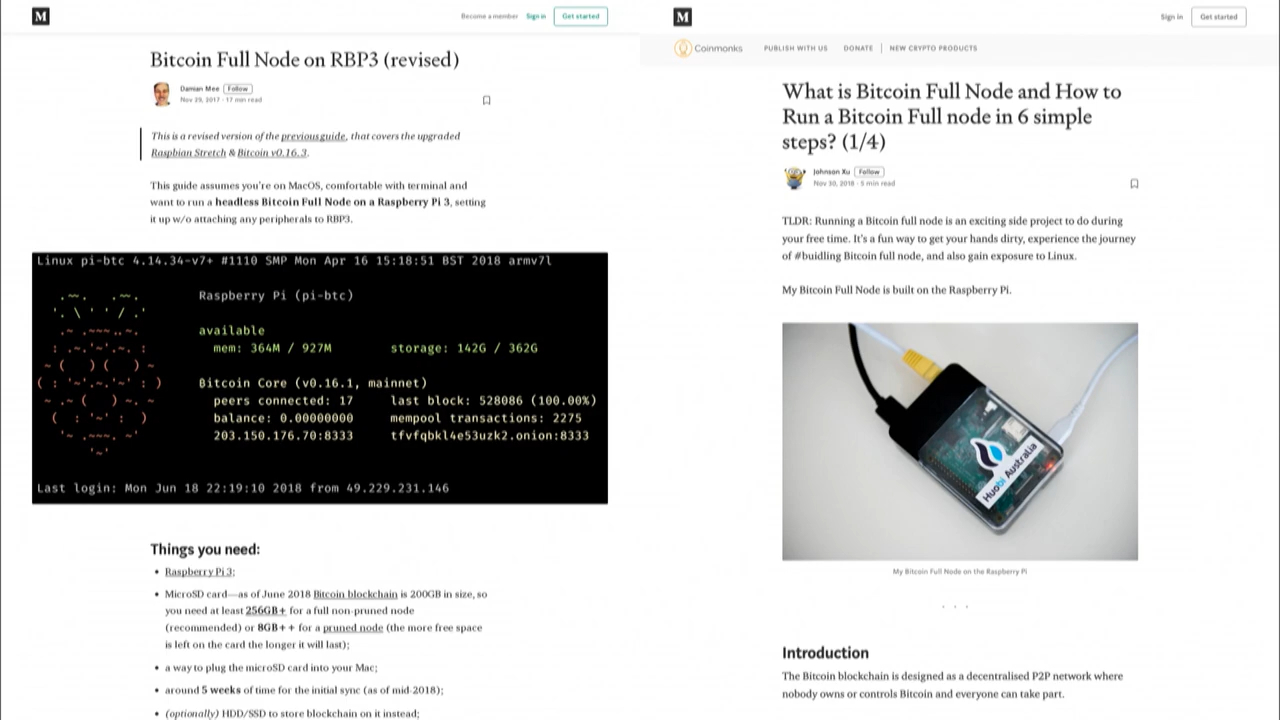 M
Become a member Sign in Get started
Bitcoin Full Node on RBP3 (revised)
Damian Mee Follow
Nov 23, 2017 · 17 min read
This is a revised version of the previous guide, that covers the upgraded
Raspbian Stretch & Bitcoin v0.16.3.
This guide assumes you're on MacOS, comfortable with terminal and
want to run a headless Bitcoin Full Node on a Raspberry Pi 3, setting
it up w/o attaching any peripherals to RBP3.
Linux pi-btc 4.14.34-v7+ #1110 SMP Mon Apr 16 15:18:51 BST 2018 armv7l
Raspberry Pi (pi-btc)
available
mem: 364M / 927M storage: 142G / 362G
Bitcoin Core (v0.16.1, mainnet)
peers connected: 17 last block: 528086 (100.00%)
balance: 0.00000000 mempool transactions: 2275
203.150.176.70:8333 tfvfqbkl4e53uzk2.onion:8333
Last login: Mon Jun 18 22:19:10 2018 from 49.229.231.146
Things you need:
• Raspberry Pi 3;
• MicroSD card—as of June 2018 Bitcoin blockchain is 200GB in size, so
you need at least 256GB+ for a full non-pruned node
(recommended) or 8GB++ for a pruned node (the more free space
is left on the card the longer it will last);
• a way to plug the microSD card into your Mac;
• around 5 weeks of time for the initial sync (as of mid-2018);
• (optionally) HDD/SSD to store blockchain on it instead;
M
Sign in Get started
Coinmonks PUBLISH WITH US DONATE | NEW CRYPTO PRODUCTS
What is Bitcoin Full Node and How to
Run a Bitcoin Full node in 6 simple
steps? (1/4)
Johnson Xu Follow
Nov 30, 2018 · 5 min read
TLDR: Running a Bitcoin full node is an exciting side project to do during
your free time. It's a fun way to get your hands dirty, experience the journey
of #buidling Bitcoin full node, and also gain exposure to Linux.
My Bitcoin Full Node is built on the Raspberry Pi.
Huobi Australia
My Bitcoin Full Node on the Raspberry Pi
. . .
Introduction
The Bitcoin blockchain is designed as a decentralised P2P network where
nobody owns or controls Bitcoin and everyone can take part.